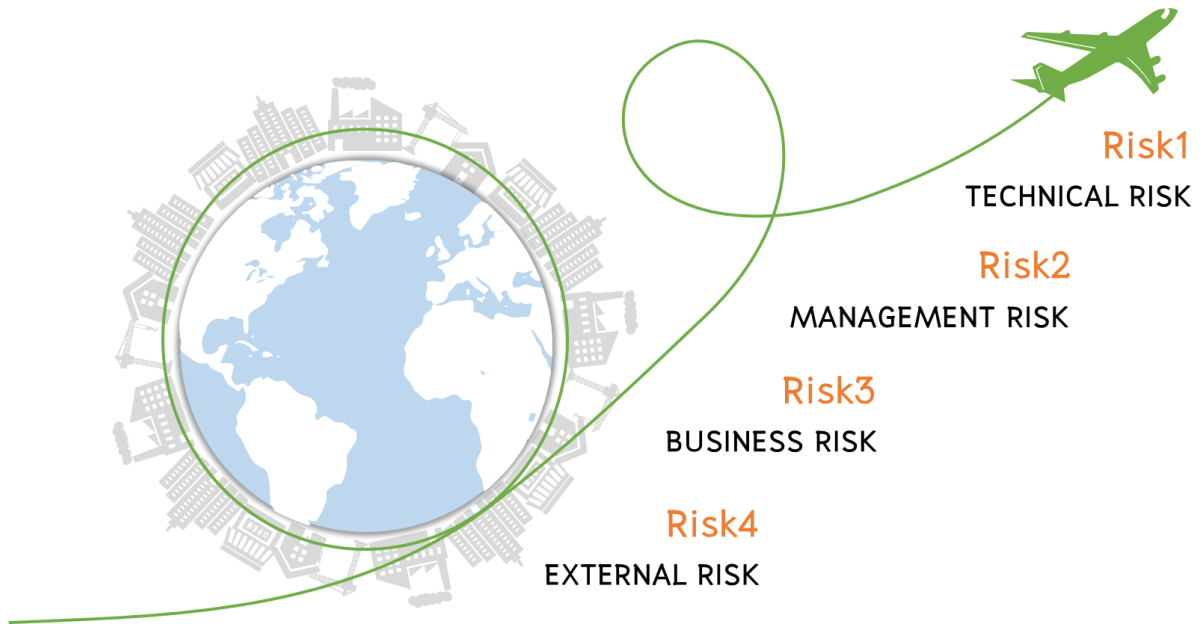 Risk1
TECHNICAL RISK
Risk2
MANAGEMENT RISK
Risk3
BUSINESS RISK
Risk4
EXTERNAL RISK